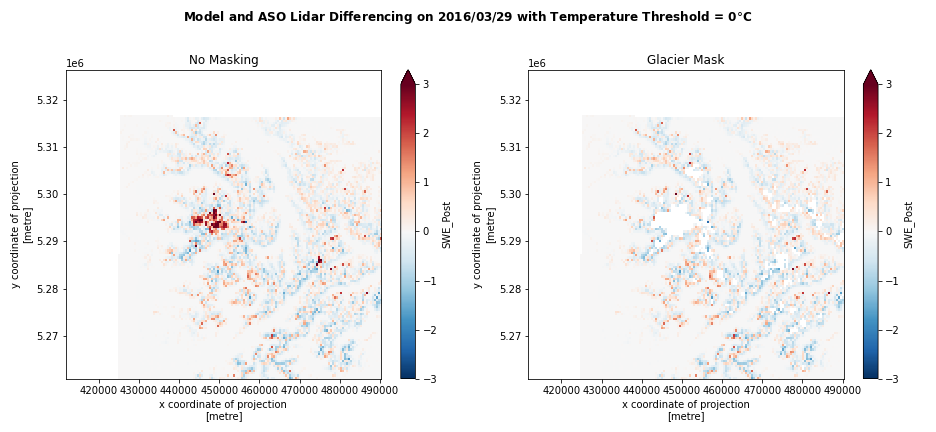 Model and ASO Lidar Differencing on 2016/03/29 with Temperature Threshold = 0°C
No Masking
1e6
5.32
5.31
5.30
5.29
5.28
5.27
y coordinate of projection
[metre]
420000 430000 440000 450000 460000 470000 480000 490000
x coordinate of projection
[metre]
3
2
1
0
−1
−2
−3
SWE_Post
Glacier Mask
1e6
5.32
5.31
5.30
5.29
5.28
5.27
y coordinate of projection
[metre]
420000 430000 440000 450000 460000 470000 480000 490000
x coordinate of projection
[metre]
3
2
1
0
−1
−2
−3
SWE_Post